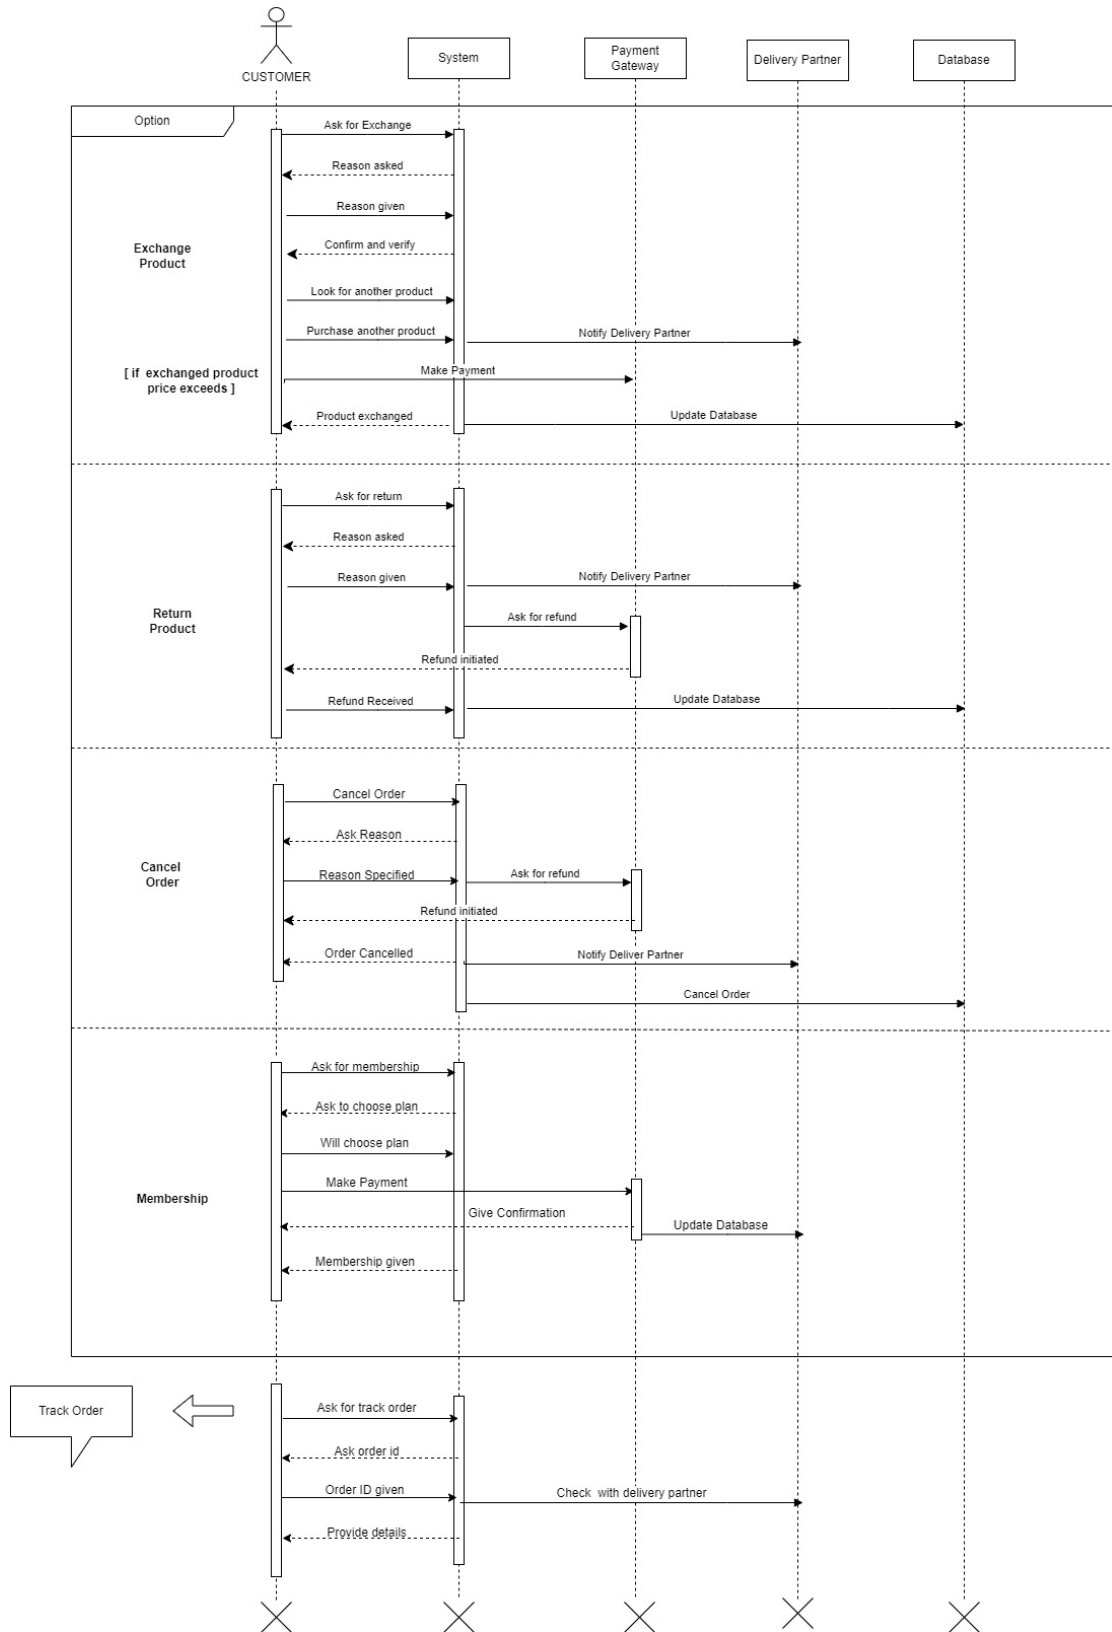 CUSTOMER
System
Payment
Gateway
Delivery Partner
Database
Option
Ask for Exchange
Reason asked
Reason given
Exchange
Product
Confirm and verify
Look for another product
Purchase another product
Notify Delivery Partner
[ if exchanged product
price exceeds ]
Make Payment
Product exchanged
Update Database
Ask for return
Reason asked
Reason given
Notify Delivery Partner
Return
Product
Ask for refund
Refund initiated
Refund Received
Update Database
Cancel Order
Ask Reason
Cancel
Order
Reason Specified
Ask for refund
Refund initiated
Order Cancelled
Notify Deliver Partner
Cancel Order
Ask for membership
Ask to choose plan
Will choose plan
Make Payment
Membership
Give Confirmation
Update Database
Membership given
Track Order
Ask for track order
Ask order id
Order ID given
Check with delivery partner
Provide details